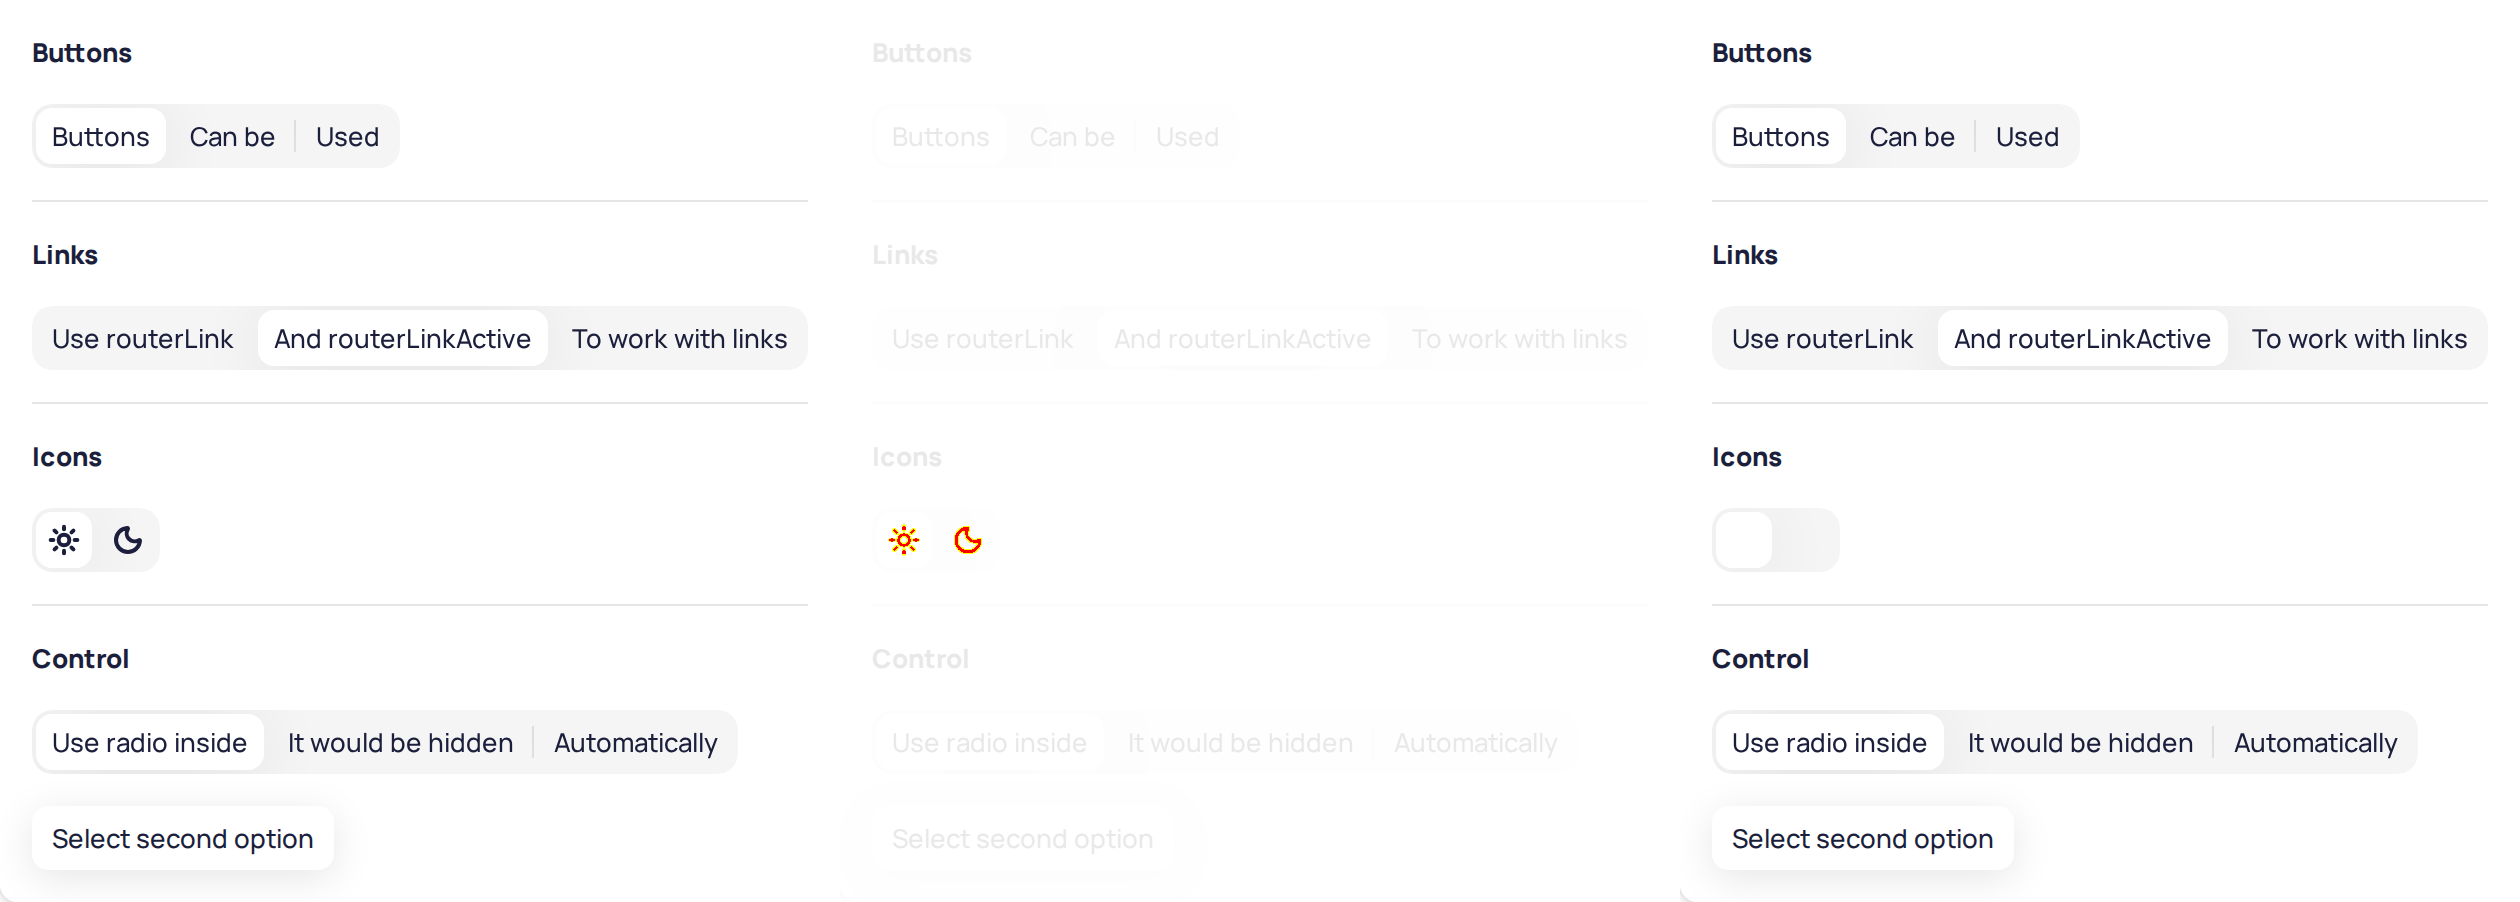 Buttons
Buttons Can be Used
Links
Use routerLink And routerLinkActive To work with links
Icons
Control
Use radio inside It would be hidden Automatically
Select second option
Buttons
Buttons Can be Used
Links
Use routerLink And routerLinkActive To work with links
Icons
Control
Use radio inside It would be hidden Automatically
Select second option
Buttons
Buttons Can be Used
Links
Use routerLink And routerLinkActive To work with links
Icons
Control
Use radio inside It would be hidden Automatically
Select second option